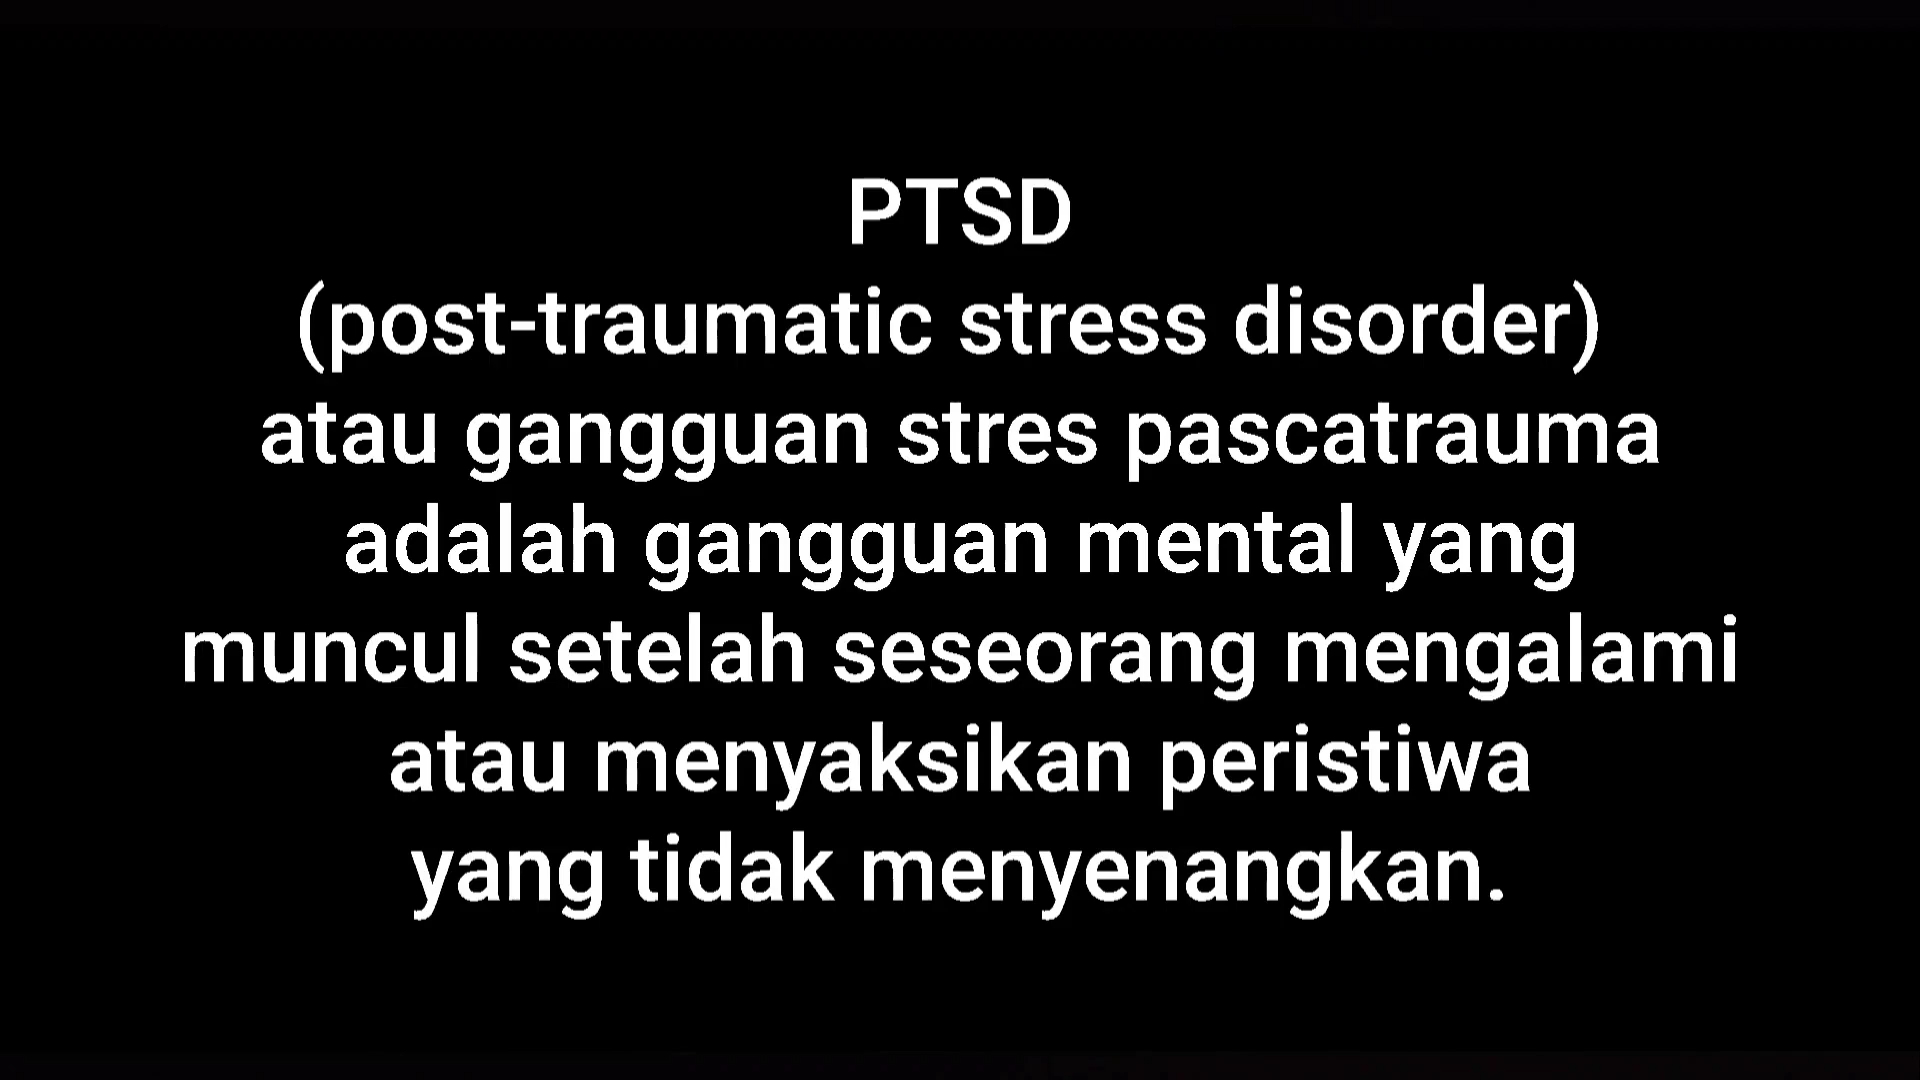 PTSD
(post-traumatic stress disorder)
atau gangguan stres pascatrauma
adalah gangguan mental yang
muncul setelah seseorang mengalami
atau menyaksikan peristiwa
yang tidak menyenangkan.